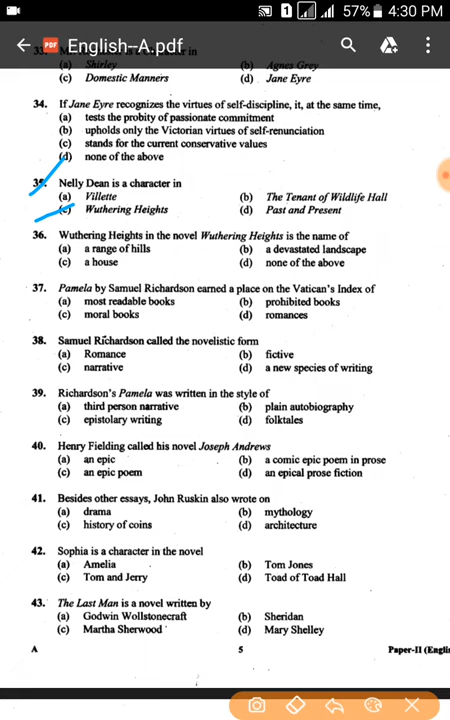 1 57% 4:30 PM
PDF English--A.pdf
33.
(a) Shirley (b) Agnes Grey
(c) Domestic Manners (d) Jane Eyre
34. If Jane Eyre recognizes the virtues of self-discipline, it, at the same time,
(a) tests the probity of passionate commitment
(b) upholds only the Victorian virtues of self-renunciation
(c) stands for the current conservative values
(d) none of the above
35. Nelly Dean is a character in
(a) Villette (b) The Tenant of Wildlife Hall
(c) Wuthering Heights (d) Past and Present
36. Wuthering Heights in the novel Wuthering Heights is the name of
(a) a range of hills (b) a devastated landscape
(c) a house (d) none of the above
37. Pamela by Samuel Richardson earned a place on the Vatican's Index of
(a) most readable books (b) prohibited books
(c) moral books (d) romances
38. Samuel Richardson called the novelistic form
(a) Romance (b) fictive
(c) narrative (d) a new species of writing
39. Richardson's Pamela was written in the style of
(a) third person narrative (b) plain autobiography
(c) epistolary writing (d) folktales
40. Henry Fielding called his novel Joseph Andrews
(a) an epic (b) a comic epic poem in prose
(c) an epic poem (d) an epical prose fiction
41. Besides other essays, John Ruskin also wrote on
(a) drama (b) mythology
(c) history of coins (d) architecture
42. Sophia is a character in the novel
(a) Amelia (b) Tom Jones
(c) Tom and Jerry (d) Toad of Toad Hall
43. The Last Man is a novel written by
(a) Godwin Wollstonecraft (b) Sheridan
(c) Martha Sherwood (d) Mary Shelley
A 5 Paper-II (Engli